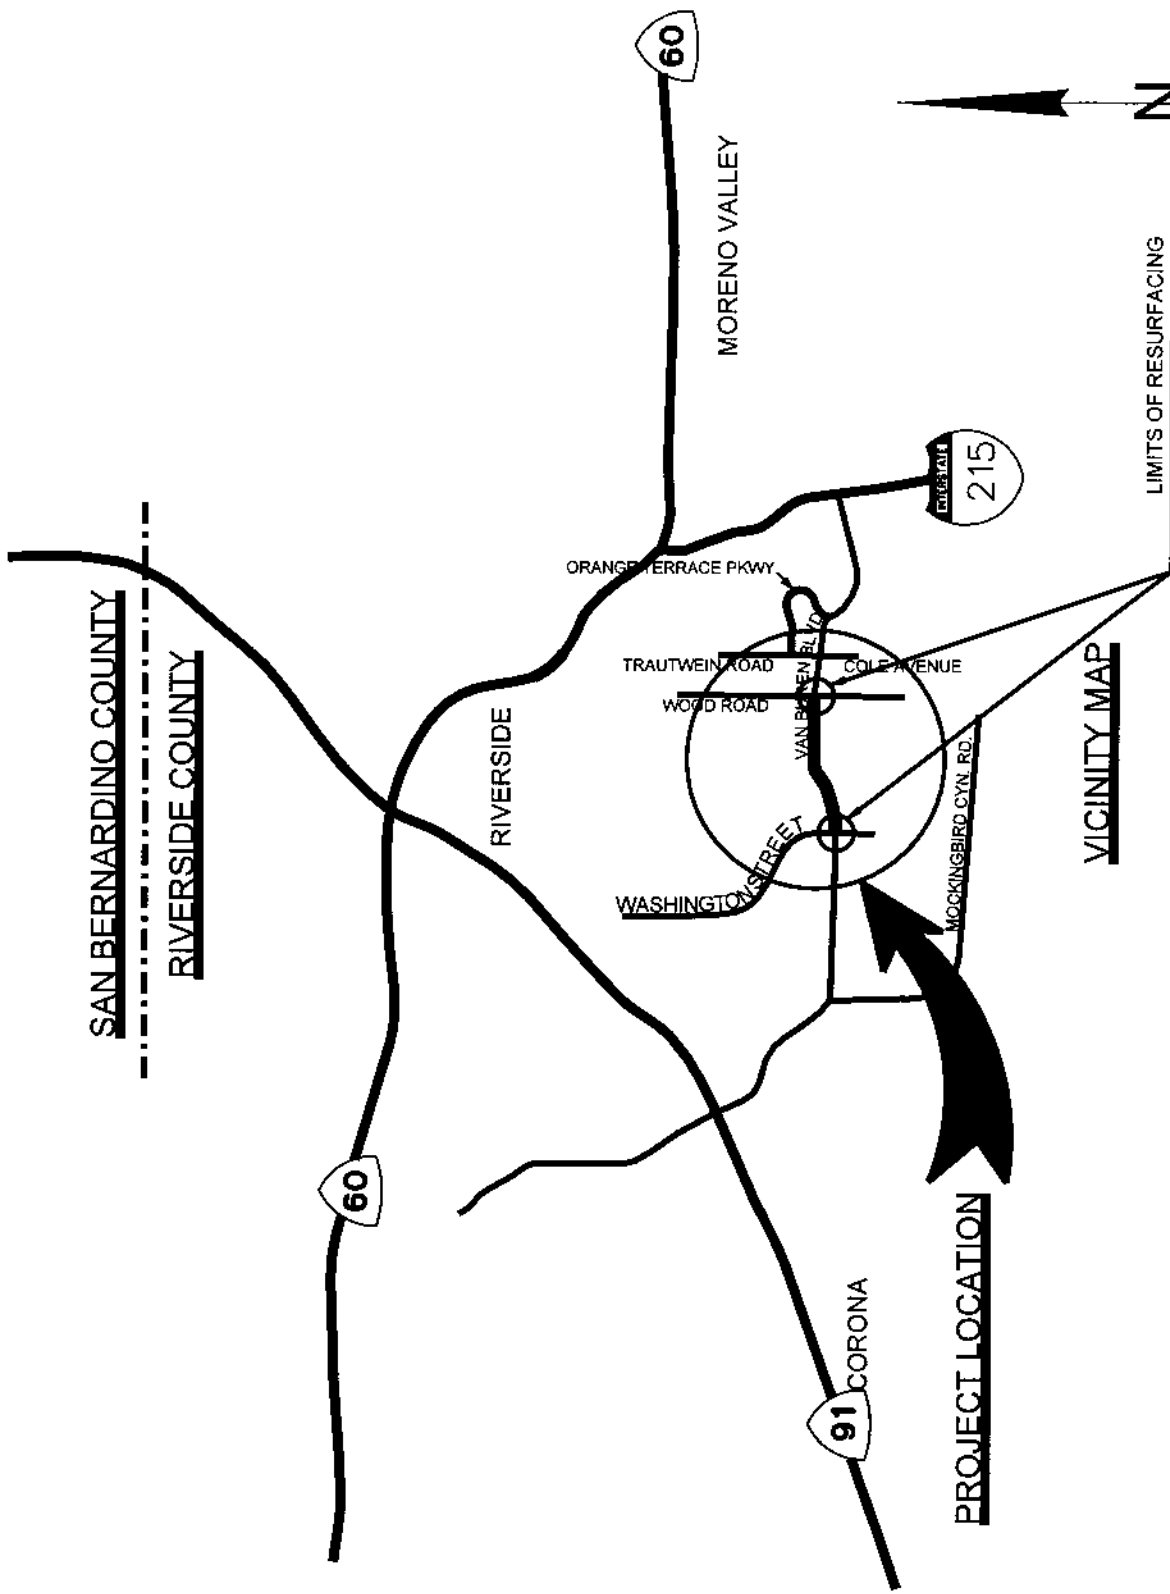 SAN BERNARDINO COUNTY
RIVERSIDE COUNTY
60
60
RIVERSIDE
MORENO VALLEY
ORANGE TERRACE PKWY
TRAUTWEIN ROAD
COLE AVENUE
WOOD ROAD
VAN BUREN BLVD
WASHINGTON STREET
MOCKINGBIRD CYN. RD.
INTERSTATE
215
91
CORONA
PROJECT LOCATION
VICINITY MAP
LIMITS OF RESURFACING
N